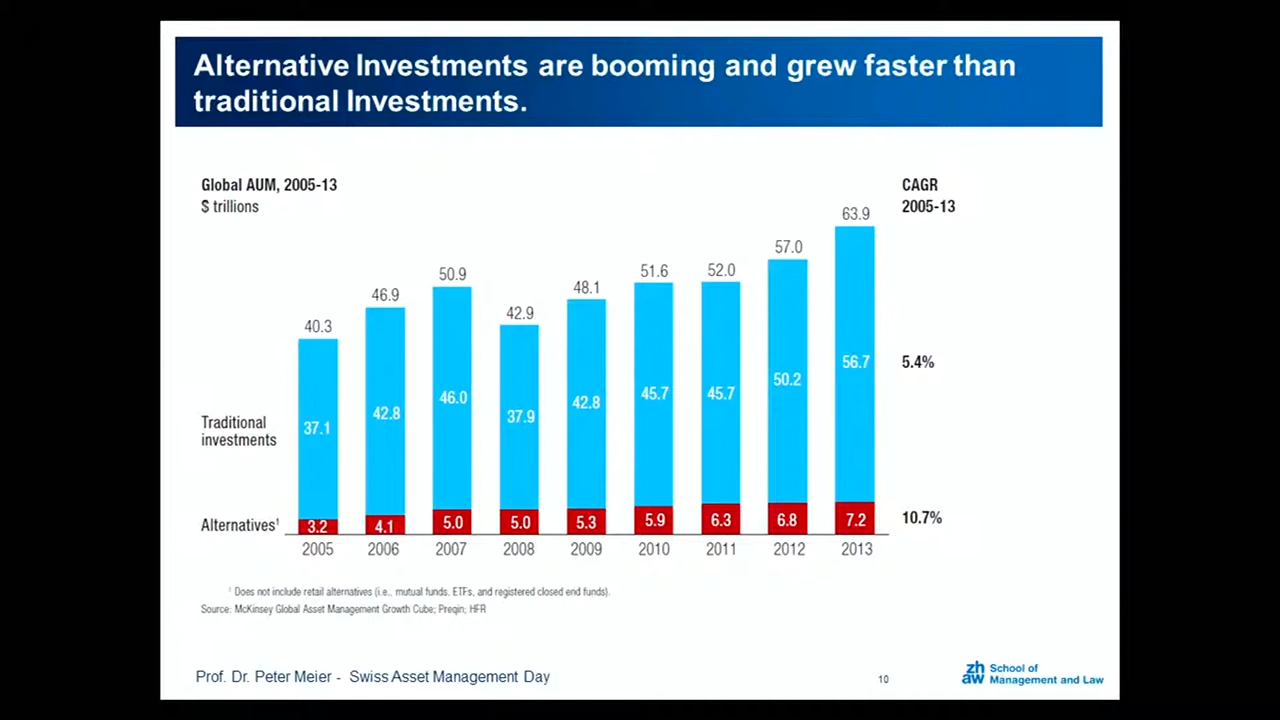 Alternative Investments are booming and grew faster than
traditional Investments.
Global AUM, 2005-13
$ trillions
CAGR
2005-13
40.3
46.9
50.9
42.9
48.1
51.6
52.0
57.0
63.9
Traditional
investments
37.1
42.8
46.0
37.9
42.8
45.7
45.7
50.2
56.7
5.4%
Alternatives¹
3.2
4.1
5.0
5.0
5.3
5.9
6.3
6.8
7.2
10.7%
2005
2006
2007
2008
2009
2010
2011
2012
2013
¹ Does not include retail alternatives (i.e., mutual funds, ETFs, and registered closed end funds).
Source: McKinsey Global Asset Management Growth Cube; Preqin; HFR
Prof. Dr. Peter Meier - Swiss Asset Management Day
10
zh
aw
School of
Management and Law